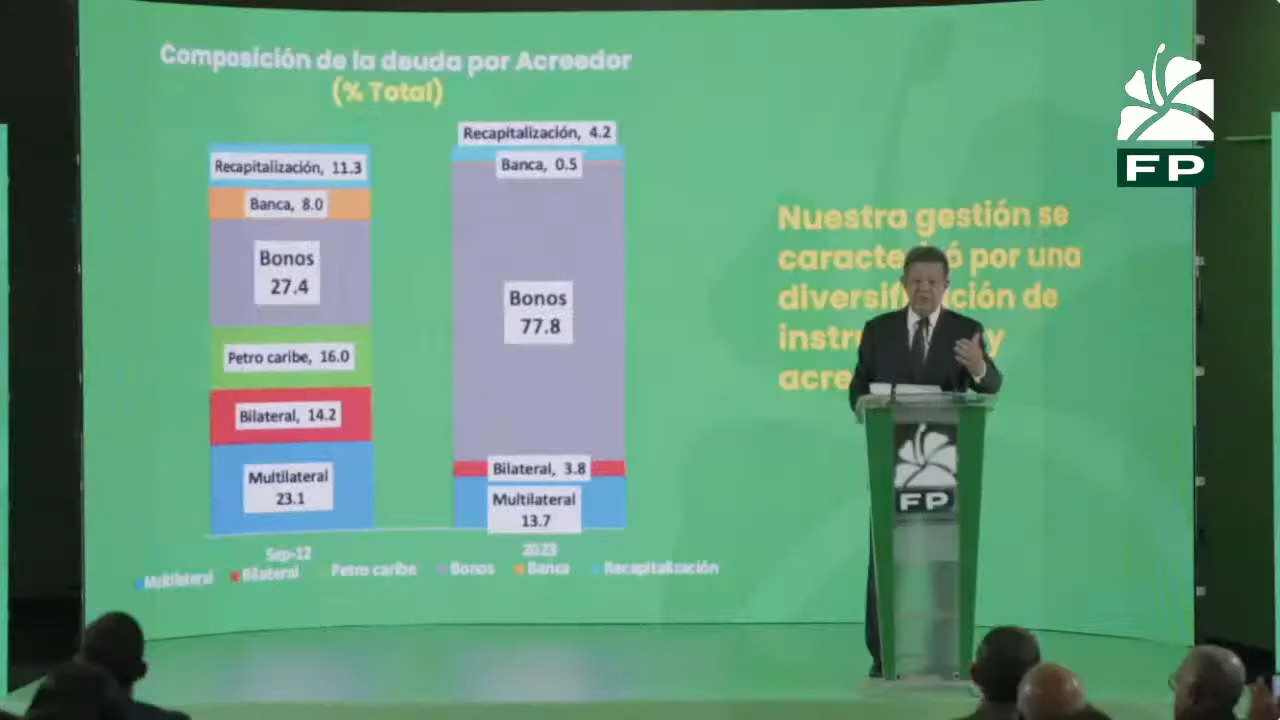 Composición de la deuda por Acreedor
(% Total)
Recapitalización, 11.3
Banca, 8.0
Bonos
27.4
Petro caribe, 16.0
Bilateral, 14.2
Multilateral
23.1
Sep-12
Recapitalización, 4.2
Banca, 0.5
Bonos
77.8
Bilateral, 3.8
Multilateral
13.7
2023
Multilateral Bilateral Petro caribe Bonos Banca Recapitalización
Nuestra gestión se
por una
de
y
FP
FP